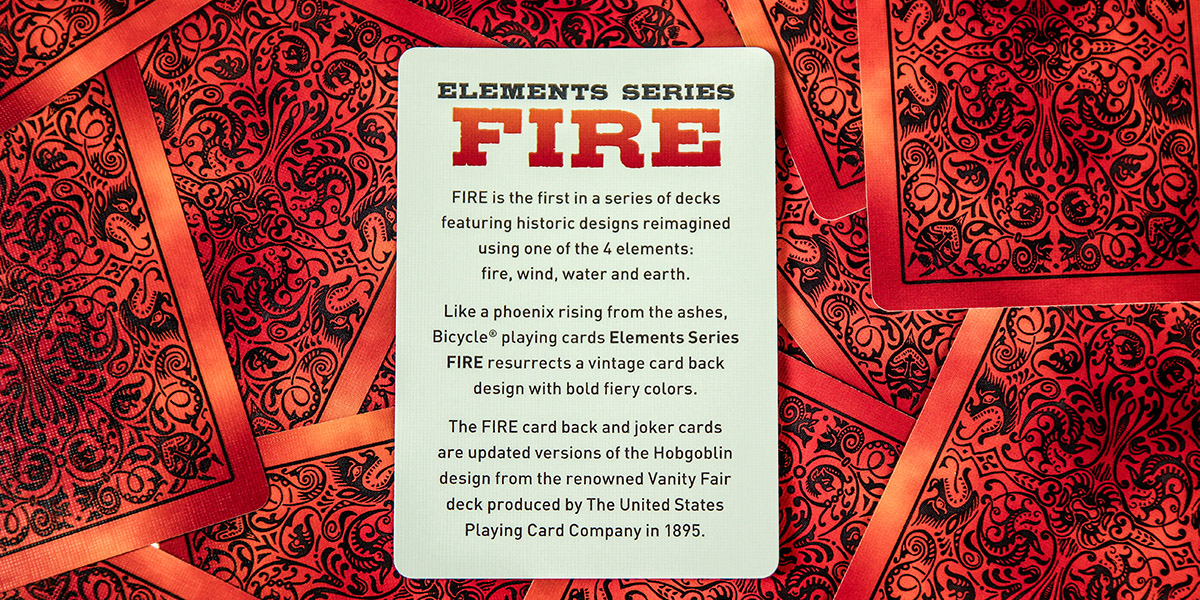 ELEMENTS SERIES
FIRE
FIRE is the first in a series of decks
featuring historic designs reimagined
using one of the 4 elements:
fire, wind, water and earth.
Like a phoenix rising from the ashes,
Bicycle® playing cards Elements Series
FIRE resurrects a vintage card back
design with bold fiery colors.
The FIRE card back and joker cards
are updated versions of the Hobgoblin
design from the renowned Vanity Fair
deck produced by The United States
Playing Card Company in 1895.